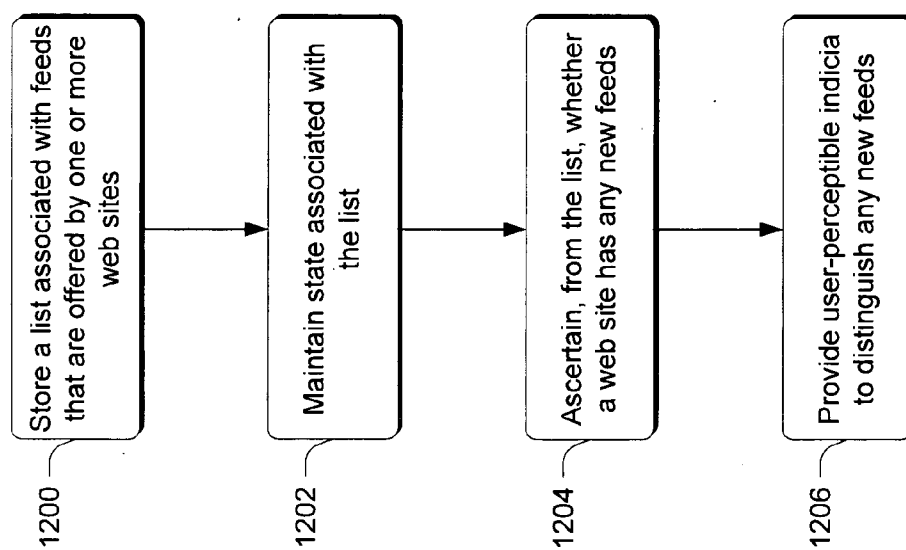 1200
Store a list associated with feeds
that are offered by one or more
web sites
1202
Maintain state associated with
the list
1204
Ascertain, from the list, whether
a web site has any new feeds
1206
Provide user-perceptible indicia
to distinguish any new feeds